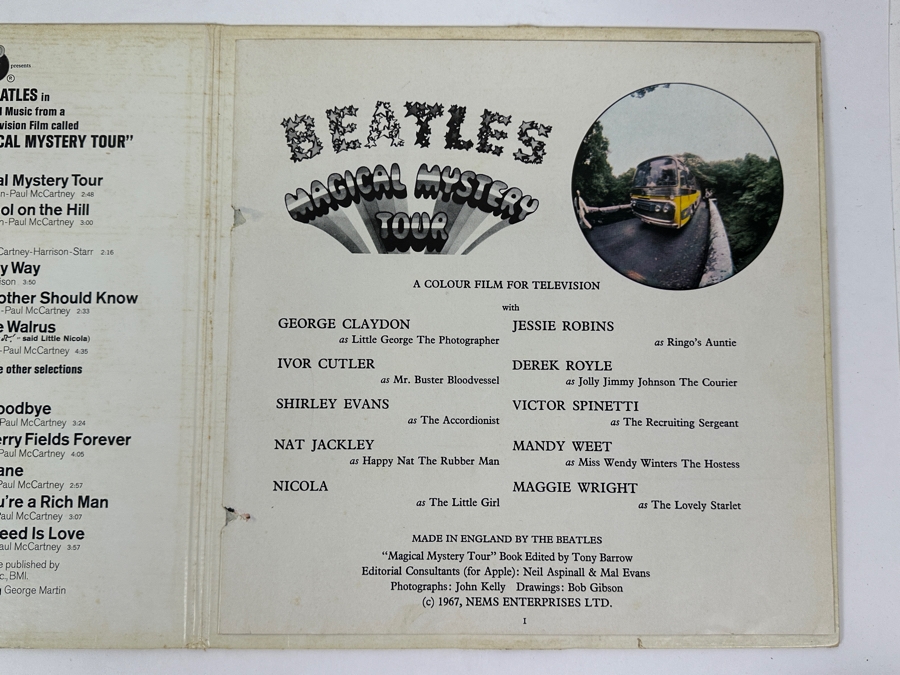 presents
ATLES in
Music from a
vision Film called
CAL MYSTERY TOUR”
al Mystery Tour
n-Paul McCartney 2:48
ol on the Hill
n-Paul McCartney 3:00
Cartney-Harrison-Starr 2:16
y Way
ison 3:50
other Should Know
-Paul McCartney 2:33
e Walrus
- said Little Nicola)
-Paul McCartney 4:35
e other selections
oodbye
Paul McCartney 3:24
erry Fields Forever
Paul McCartney 4:05
ane
Paul McCartney 2:57
u're a Rich Man
Paul McCartney 3:07
eed Is Love
Paul McCartney 3:57
e published by
c., BMI.
g George Martin
BEATLES
MAGICAL MYSTERY
TOUR
A COLOUR FILM FOR TELEVISION
with
GEORGE CLAYDON
as Little George The Photographer
IVOR CUTLER
as Mr. Buster Bloodvessel
SHIRLEY EVANS
as The Accordionist
NAT JACKLEY
as Happy Nat The Rubber Man
NICOLA
as The Little Girl
JESSIE ROBINS
as Ringo's Auntie
DEREK ROYLE
as Jolly Jimmy Johnson The Courier
VICTOR SPINETTI
as The Recruiting Sergeant
MANDY WEET
as Miss Wendy Winters The Hostess
MAGGIE WRIGHT
as The Lovely Starlet
MADE IN ENGLAND BY THE BEATLES
“Magical Mystery Tour” Book Edited by Tony Barrow
Editorial Consultants (for Apple): Neil Aspinall & Mal Evans
Photographs: John Kelly Drawings: Bob Gibson
(c) 1967, NEMS ENTERPRISES LTD.
1